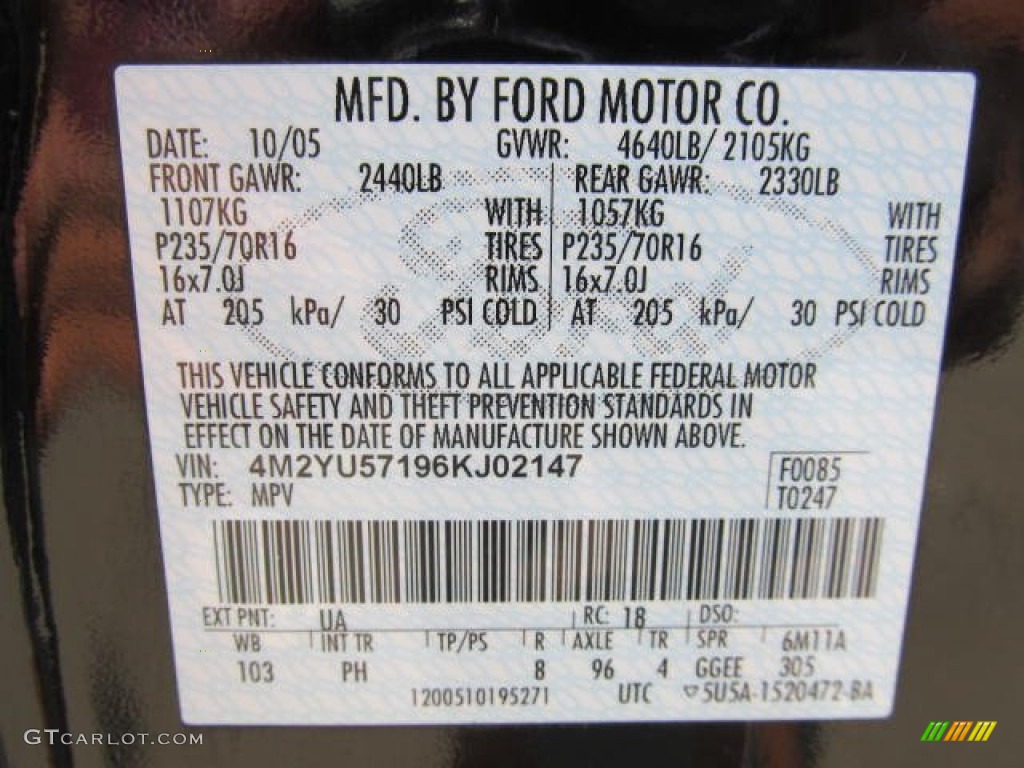 MFD. BY FORD MOTOR CO.
DATE: 10/05 GVWR: 4640LB/ 2105KG
FRONT GAWR: 2440LB REAR GAWR: 2330LB
1107KG WITH 1057KG WITH
P235/70R16 TIRES P235/70R16 TIRES
16x7.0J RIMS 16x7.0J RIMS
AT 205 kPa/ 30 PSI COLD AT 205 kPa/ 30 PSI COLD
THIS VEHICLE CONFORMS TO ALL APPLICABLE FEDERAL MOTOR
VEHICLE SAFETY AND THEFT PREVENTION STANDARDS IN
EFFECT ON THE DATE OF MANUFACTURE SHOWN ABOVE.
VIN: 4M2YU57196KJ02147 F0085
TYPE: MPV T0247
EXT PNT: UA RC: 18 DSO:
WB INT TR TP/PS R AXLE TR SPR 6M11A
103 PH 8 96 4 GGEE 305
1200510195271 UTC ▽5U5A-1520472-BA
GTCARLOT.COM